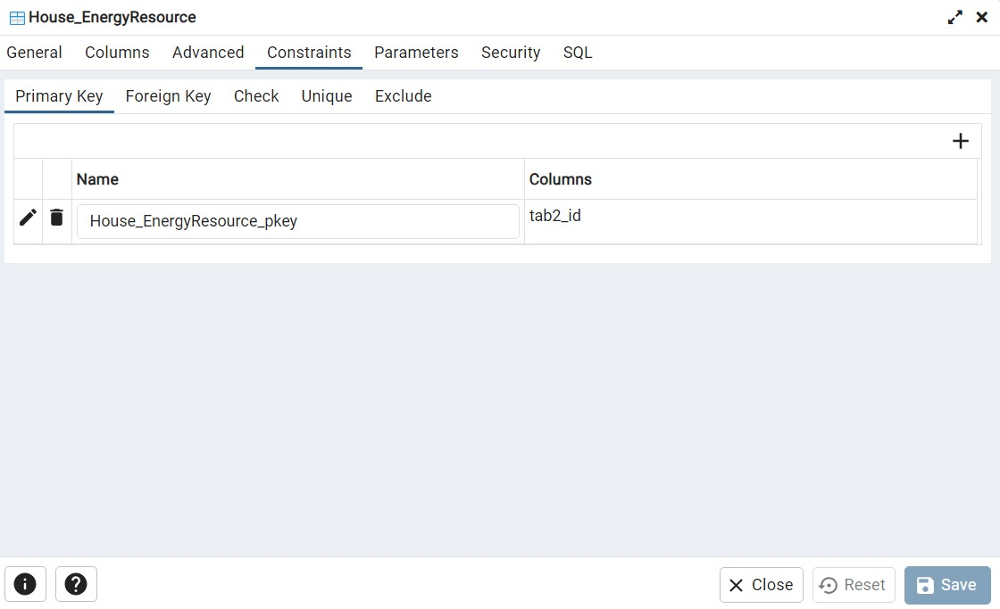 House_EnergyResource
General Columns Advanced Constraints Parameters Security SQL
Primary Key Foreign Key Check Unique Exclude
Name Columns
House_EnergyResource_pkey tab2_id
Close Reset Save